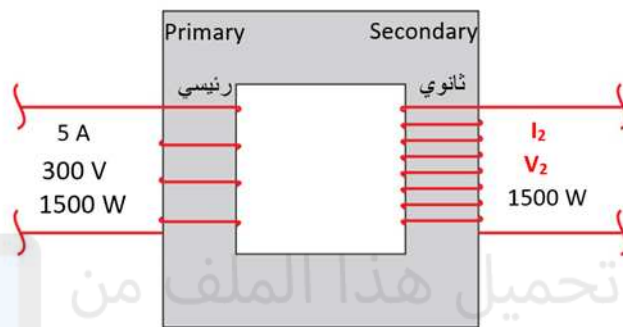 Primary
Secondary
رئيسي
ثانوي
5 A
300 V
1500 W
I₂
V₂
1500 W
تحميل هذا الملف من